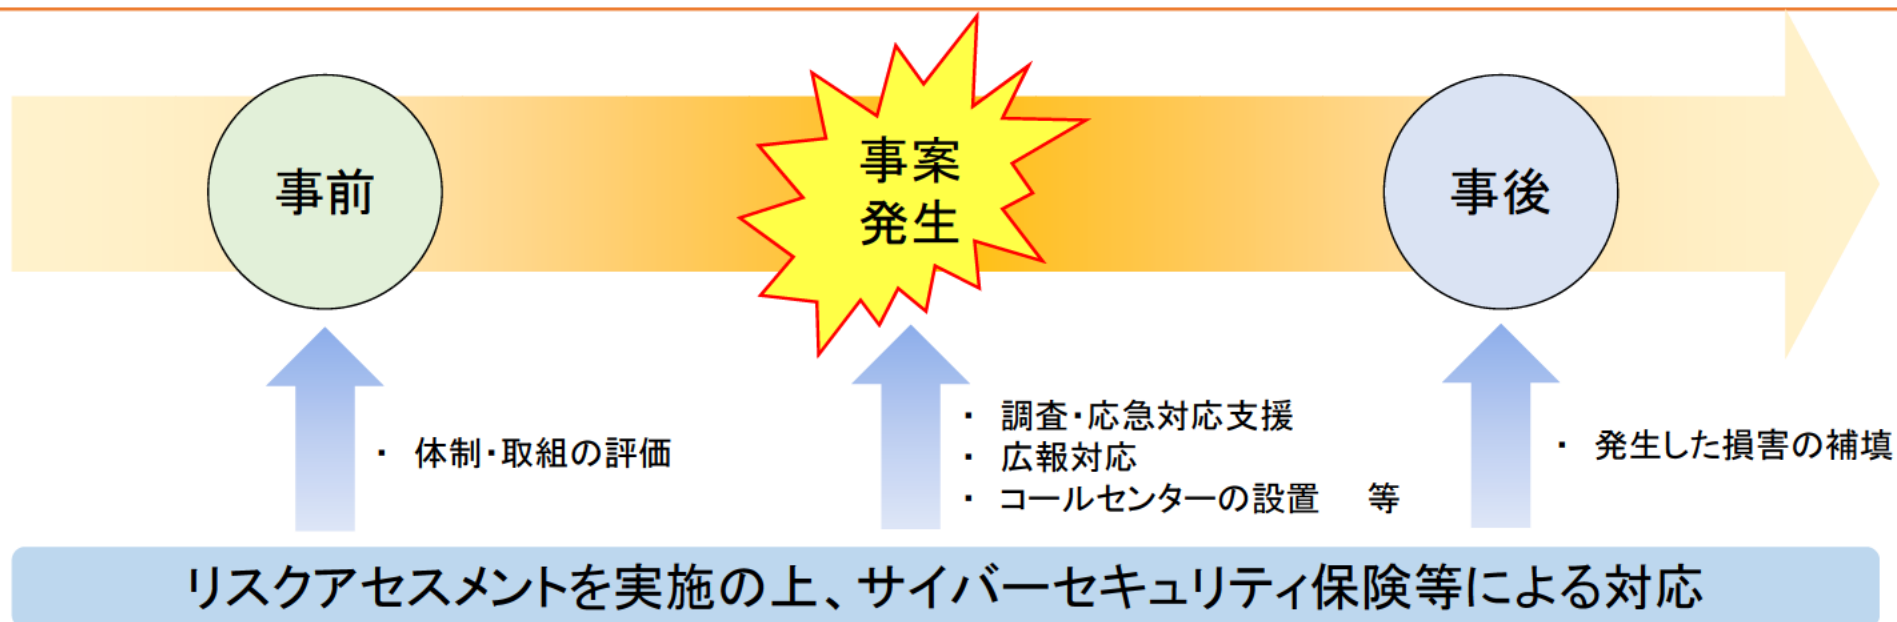 事前
事案
発生
事後
・ 体制・取組の評価
・ 調査・応急対応支援
・ 広報対応
・ コールセンターの設置　等
・ 発生した損害の補填
リスクアセスメントを実施の上、サイバーセキュリティ保険等による対応